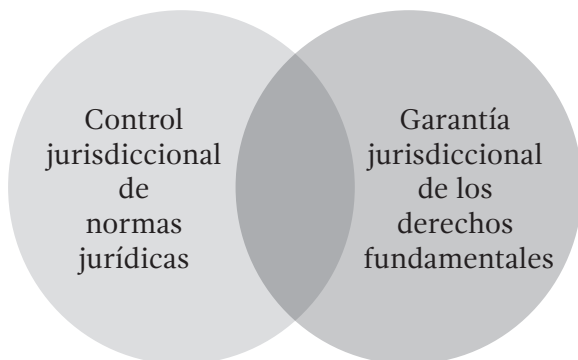 Control
jurisdiccional
de
normas
jurídicas
Garantía
jurisdiccional
de los
derechos
fundamentales